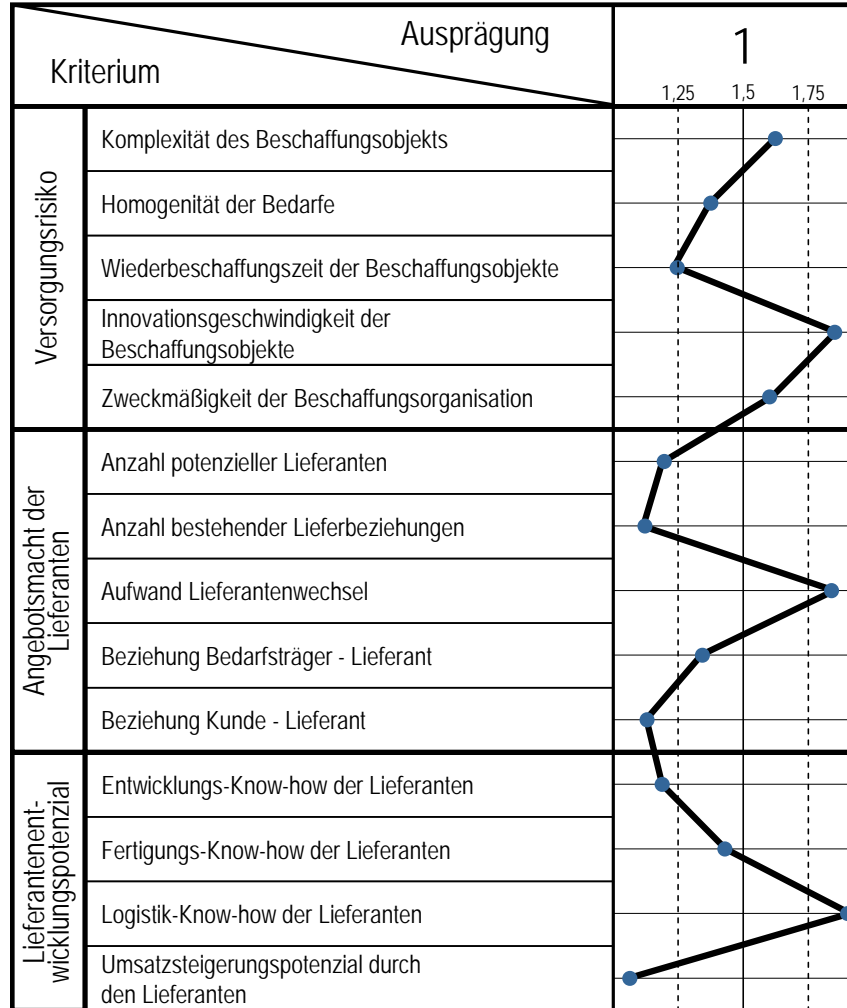 Ausprägung
Kriterium
1
1,25 1,5 1,75
Versorgungsrisiko
Komplexität des Beschaffungsobjekts
Homogenität der Bedarfe
Wiederbeschaffungszeit der Beschaffungsobjekte
Innovationsgeschwindigkeit der
Beschaffungsobjekte
Zweckmäßigkeit der Beschaffungsorganisation
Angebotsmacht der
Lieferanten
Anzahl potenzieller Lieferanten
Anzahl bestehender Lieferbeziehungen
Aufwand Lieferantenwechsel
Beziehung Bedarfsträger - Lieferant
Beziehung Kunde - Lieferant
Lieferantenent-
wicklungspotenzial
Entwicklungs-Know-how der Lieferanten
Fertigungs-Know-how der Lieferanten
Logistik-Know-how der Lieferanten
Umsatzsteigerungspotenzial durch
den Lieferanten